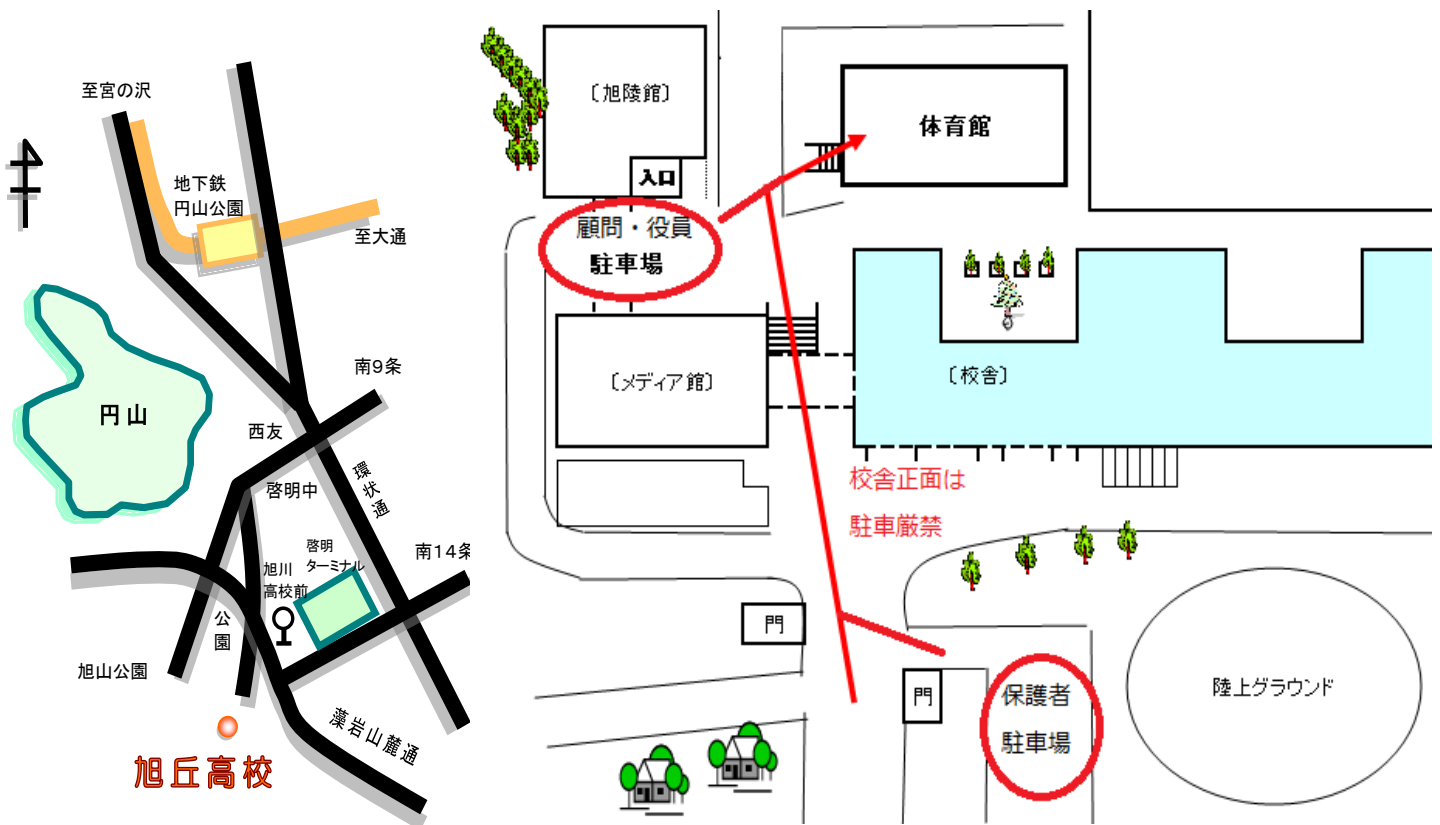 至宮の沢
地下鉄
円山公園
至大通
円山
南9条
西友
環状通
啓明中
啓明
ターミナル
南14条
旭川
高校前
公園
旭山公園
藻岩山麓通
旭丘高校
〔旭陵館〕
入口
体育館
顧問・役員
駐車場
〔メディア館〕
〔校舎〕
校舎正面は
駐車厳禁
門
門
保護者
駐車場
陸上グラウンド